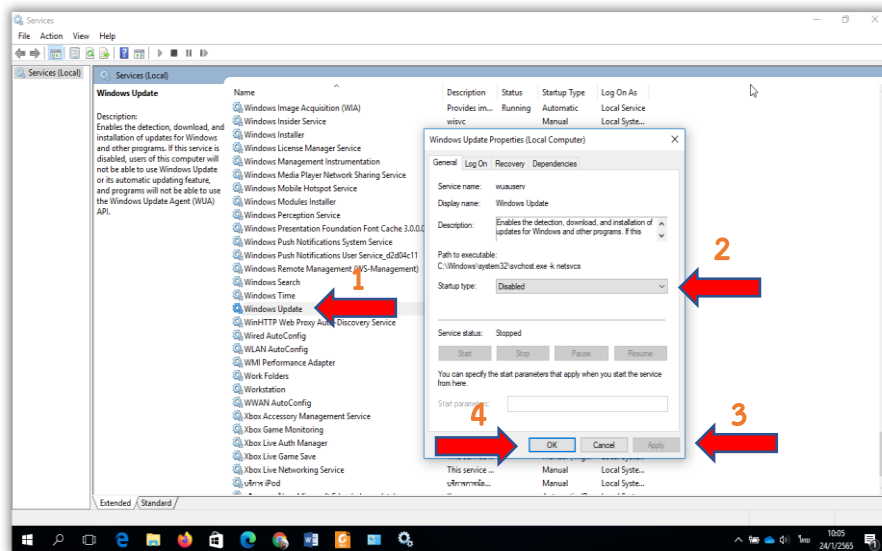 Services
File Action View Help
Services (Local)
Services (Local)
Windows Update
Description:
Enables the detection, download, and
installation of updates for Windows
and other programs. If this service is
disabled, users of this computer will
not be able to use Windows Update
or its automatic updating feature,
and programs will not be able to use
the Windows Update Agent (WUA)
API.
Name Description Status Startup Type Log On As
Windows Image Acquisition (WIA) Provides im... Running Automatic Local Service
Windows Insider Service wisvc Manual Local Syste...
Windows Installer
Windows License Manager Service
Windows Management Instrumentation
Windows Media Player Network Sharing Service
Windows Mobile Hotspot Service
Windows Modules Installer
Windows Perception Service
Windows Presentation Foundation Font Cache 3.0.0.0
Windows Push Notifications System Service
Windows Push Notifications User Service_d2d04c11
Windows Remote Management (WS-Management)
Windows Search
Windows Time
Windows Update
WinHTTP Web Proxy Auto-Discovery Service
Wired AutoConfig
WLAN AutoConfig
WMI Performance Adapter
Work Folders
Workstation
WWAN AutoConfig
Xbox Accessory Management Service
Xbox Game Monitoring
Xbox Live Auth Manager
Xbox Live Game Save
Xbox Live Networking Service This service ... Manual Local Syste...
บริการ iPod บริการการจัด... Manual Local Syste...
Windows Update Properties (Local Computer)
General Log On Recovery Dependencies
Service name: wuauserv
Display name: Windows Update
Description: Enables the detection, download, and installation of
updates for Windows and other programs. If this
Path to executable:
C:\Windows\system32\svchost.exe -k netsvcs
Startup type: Disabled
Service status: Stopped
Start Stop Pause Resume
You can specify the start parameters that apply when you start the service
from here.
Start parameters:
OK Cancel Apply
1
2
3
4
Extended Standard
ไทย
10:05
24/1/2565